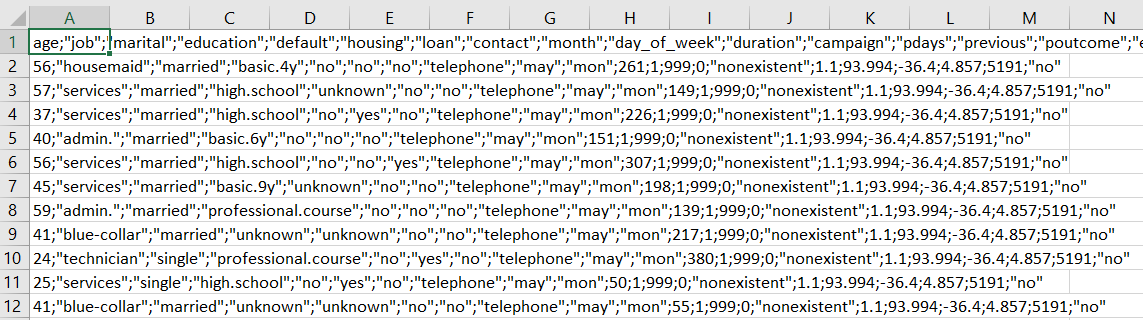 A B C D E F G H I J K L M N
1 age;"job";"marital";"education";"default";"housing";"loan";"contact";"month";"day_of_week";"duration";"campaign";"pdays";"previous";"poutcome";"e
2 56;"housemaid";"married";"basic.4y";"no";"no";"no";"telephone";"may";"mon";261;1;999;0;"nonexistent";1.1;93.994;-36.4;4.857;5191;"no"
3 57;"services";"married";"high.school";"unknown";"no";"no";"telephone";"may";"mon";149;1;999;0;"nonexistent";1.1;93.994;-36.4;4.857;5191;"no"
4 37;"services";"married";"high.school";"no";"yes";"no";"telephone";"may";"mon";226;1;999;0;"nonexistent";1.1;93.994;-36.4;4.857;5191;"no"
5 40;"admin.";"married";"basic.6y";"no";"no";"no";"telephone";"may";"mon";151;1;999;0;"nonexistent";1.1;93.994;-36.4;4.857;5191;"no"
6 56;"services";"married";"high.school";"no";"no";"yes";"telephone";"may";"mon";307;1;999;0;"nonexistent";1.1;93.994;-36.4;4.857;5191;"no"
7 45;"services";"married";"basic.9y";"unknown";"no";"no";"telephone";"may";"mon";198;1;999;0;"nonexistent";1.1;93.994;-36.4;4.857;5191;"no"
8 59;"admin.";"married";"professional.course";"no";"no";"no";"telephone";"may";"mon";139;1;999;0;"nonexistent";1.1;93.994;-36.4;4.857;5191;"no"
9 41;"blue-collar";"married";"unknown";"unknown";"no";"no";"telephone";"may";"mon";217;1;999;0;"nonexistent";1.1;93.994;-36.4;4.857;5191;"no"
10 24;"technician";"single";"professional.course";"no";"yes";"no";"telephone";"may";"mon";380;1;999;0;"nonexistent";1.1;93.994;-36.4;4.857;5191;"no"
11 25;"services";"single";"high.school";"no";"yes";"no";"telephone";"may";"mon";50;1;999;0;"nonexistent";1.1;93.994;-36.4;4.857;5191;"no"
12 41;"blue-collar";"married";"unknown";"unknown";"no";"no";"telephone";"may";"mon";55;1;999;0;"nonexistent";1.1;93.994;-36.4;4.857;5191;"no"